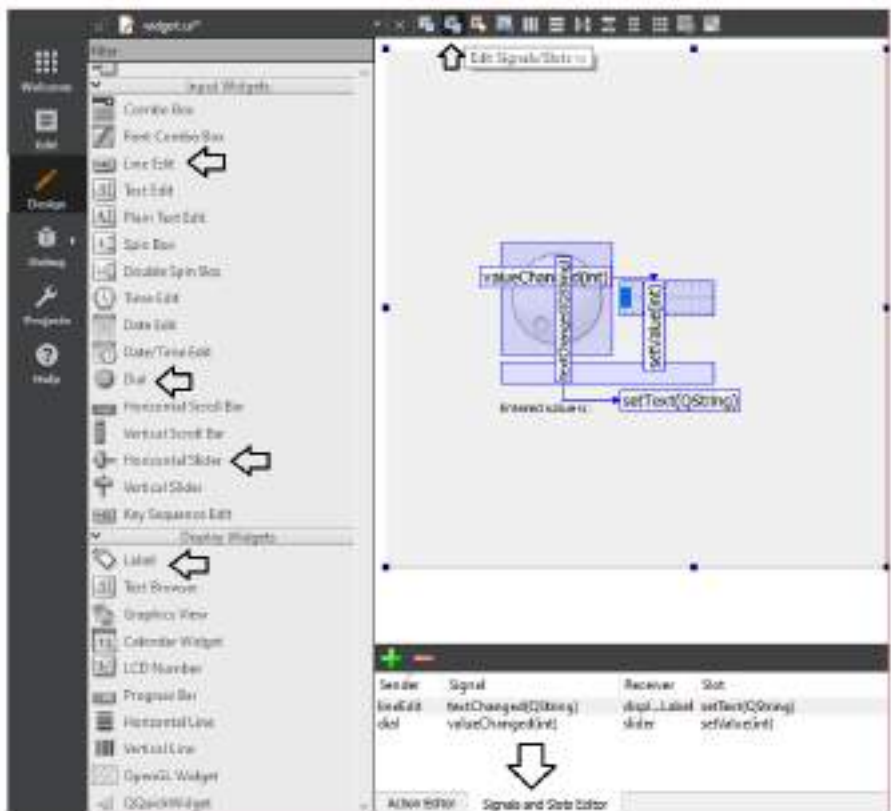 widget.ui*
Edit Signals/Slots
Filter
Welcome
Edit
Design
Debug
Projects
Help
Input Widgets
Combo Box
Font Combo Box
Line Edit
Text Edit
Plain Text Edit
Spin Box
Double Spin Box
Time Edit
Date Edit
Date/Time Edit
Dial
Horizontal Scroll Bar
Vertical Scroll Bar
Horizontal Slider
Vertical Slider
Key Sequence Edit
Display Widgets
Label
Text Browser
Graphics View
Calendar Widget
LCD Number
Progress Bar
Horizontal Line
Vertical Line
OpenGL Widget
QQuickWidget
valueChanged(int)
textChanged(QString)
setValue(int)
setText(QString)
Entered value is:
Sender Signal Receiver Slot
lineEdit textChanged(QString) displ...Label setText(QString)
dial valueChanged(int) slider setValue(int)
Action Editor Signals and Slots Editor